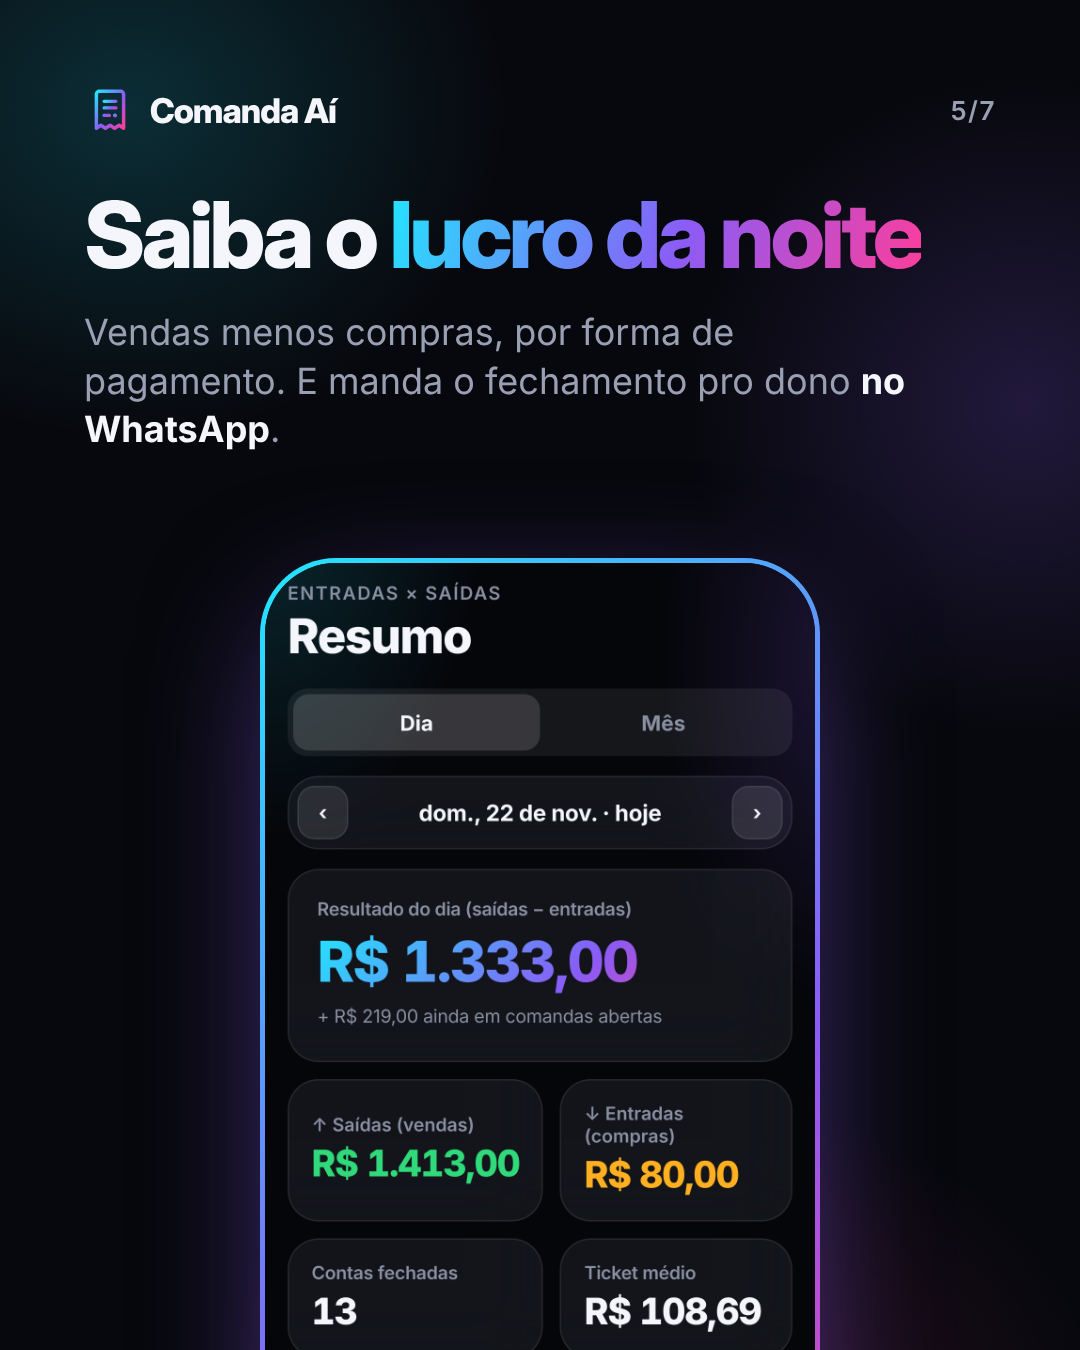 Comanda Aí
5/7
Saiba o lucro da noite
Vendas menos compras, por forma de
pagamento. E manda o fechamento pro dono no
WhatsApp.
ENTRADAS × SAÍDAS
Resumo
Dia
Mês
‹
dom., 22 de nov. · hoje
›
Resultado do dia (saídas − entradas)
R$ 1.333,00
+ R$ 219,00 ainda em comandas abertas
↑ Saídas (vendas)
R$ 1.413,00
↓ Entradas
(compras)
R$ 80,00
Contas fechadas
13
Ticket médio
R$ 108,69